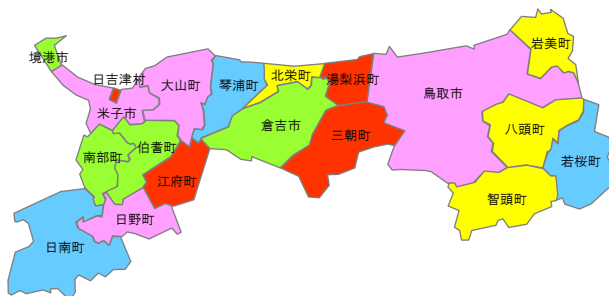 岩美町
境港市
日吉津村
大山町
琴浦町
北栄町
湯梨浜町
鳥取市
米子市
倉吉市
三朝町
八頭町
南部町
伯耆町
若桜町
江府町
智頭町
日野町
日南町